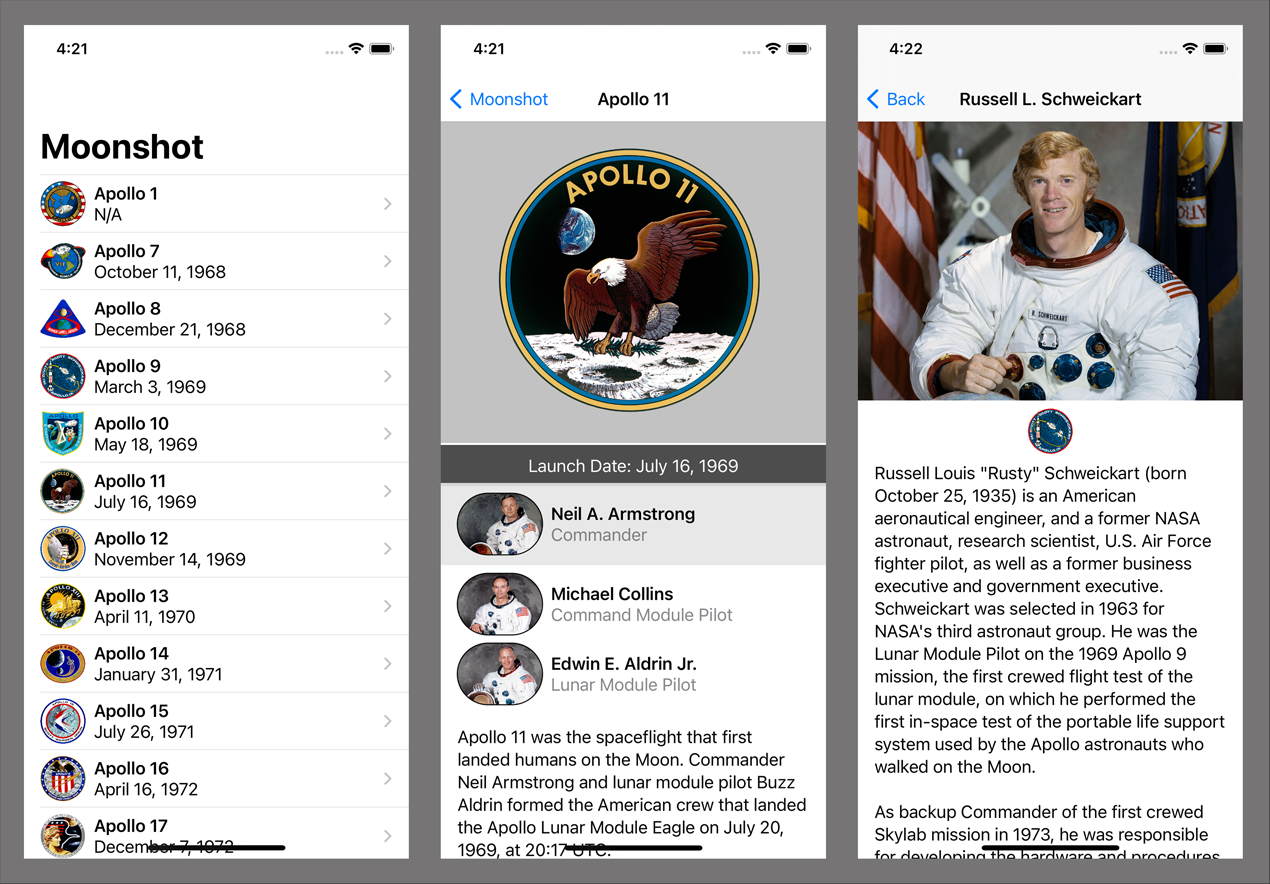 4:21
Moonshot
Apollo 1
N/A
Apollo 7
October 11, 1968
Apollo 8
December 21, 1968
Apollo 9
March 3, 1969
Apollo 10
May 18, 1969
Apollo 11
July 16, 1969
Apollo 12
November 14, 1969
Apollo 13
April 11, 1970
Apollo 14
January 31, 1971
Apollo 15
July 26, 1971
Apollo 16
April 16, 1972
Apollo 17
December 7, 1972
4:21
Moonshot
Apollo 11
APOLLO 11
Launch Date: July 16, 1969
Neil A. Armstrong
Commander
Michael Collins
Command Module Pilot
Edwin E. Aldrin Jr.
Lunar Module Pilot
Apollo 11 was the spaceflight that first
landed humans on the Moon. Commander
Neil Armstrong and lunar module pilot Buzz
Aldrin formed the American crew that landed
the Apollo Lunar Module Eagle on July 20,
1969, at 20:17 UTC.
4:22
Back
Russell L. Schweickart
R. SCHWEICKART
Russell Louis "Rusty" Schweickart (born
October 25, 1935) is an American
aeronautical engineer, and a former NASA
astronaut, research scientist, U.S. Air Force
fighter pilot, as well as a former business
executive and government executive.
Schweickart was selected in 1963 for
NASA's third astronaut group. He was the
Lunar Module Pilot on the 1969 Apollo 9
mission, the first crewed flight test of the
lunar module, on which he performed the
first in-space test of the portable life support
system used by the Apollo astronauts who
walked on the Moon.
As backup Commander of the first crewed
Skylab mission in 1973, he was responsible
for developing the hardware and procedures